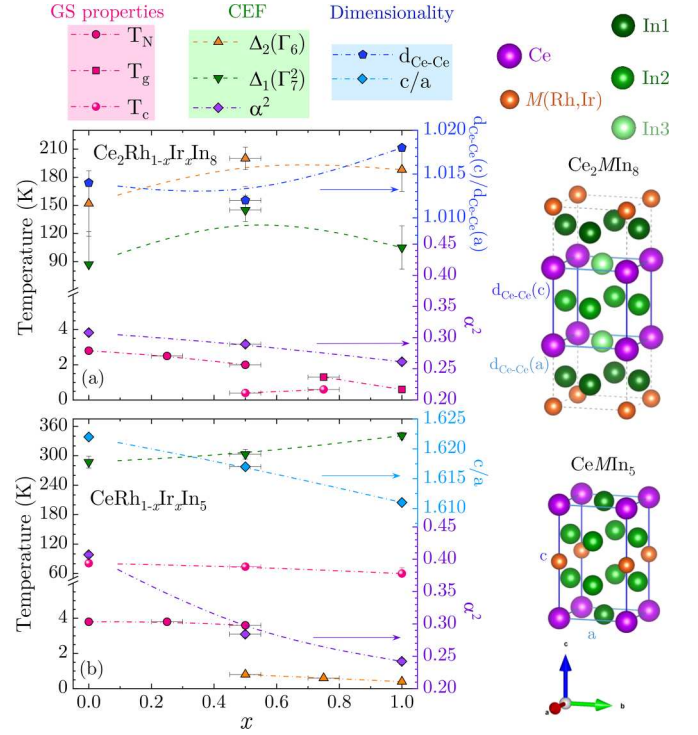 GS properties
CEF
Dimensionality
T_N
T_g
T_c
Δ₂(Γ₆)
Δ₁(Γ₇²)
α²
d_Ce-Ce
c/a
Ce
M(Rh,Ir)
In1
In2
In3
Ce₂Rh₁₋ₓIrₓIn₈
210
180
150
120
90
4
2
0
Temperature (K)
(a)
1.020
1.015
1.010
0.45
0.40
0.35
0.30
0.25
0.20
d_Ce-Ce(c)/d_Ce-Ce(a)
α²
CeRh₁₋ₓIrₓIn₅
360
300
240
180
120
60
4
2
0
Temperature (K)
(b)
1.625
1.620
1.615
1.610
0.45
0.40
0.35
0.30
0.25
0.20
c/a
α²
0.0
0.2
0.4
0.6
0.8
1.0
x
Ce₂MIn₈
d_Ce-Ce(c)
d_Ce-Ce(a)
CeMIn₅
c
a
c
a
b